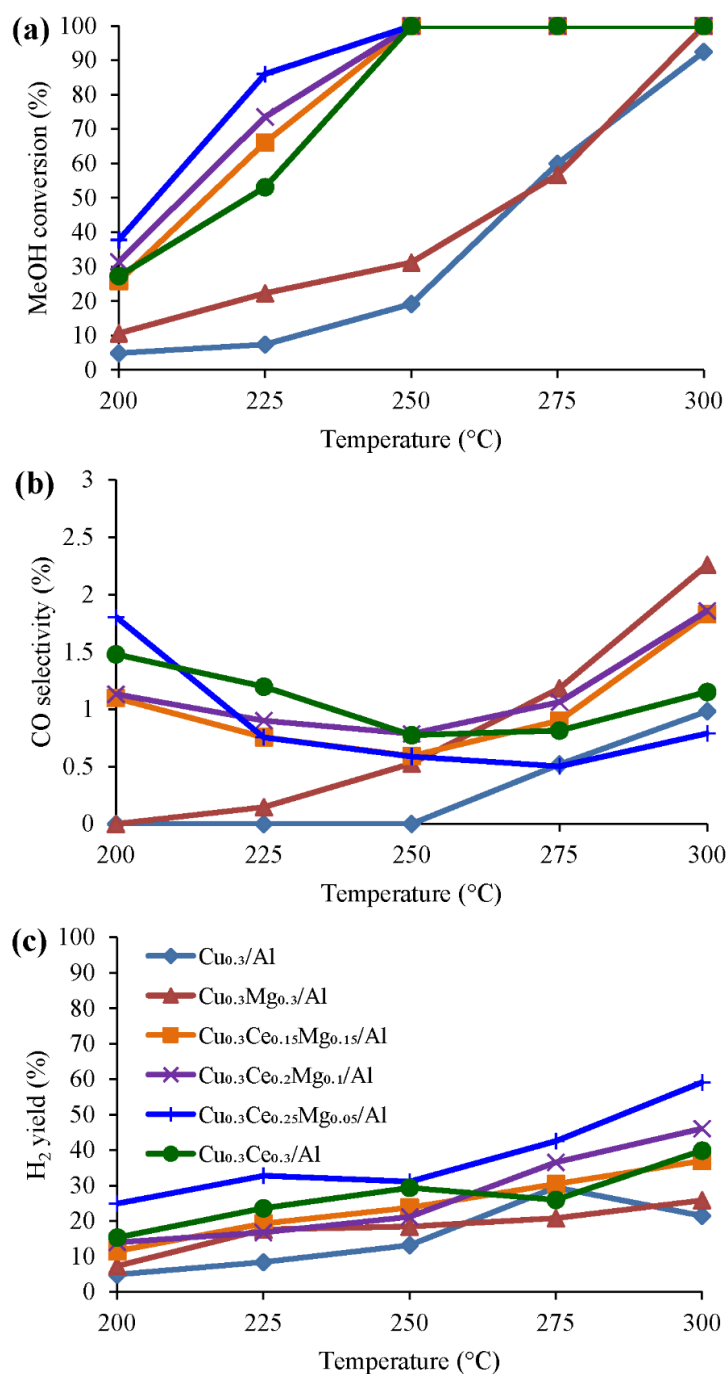 (a)
MeOH conversion (%)
100
90
80
70
60
50
40
30
20
10
0
200 225 250 275 300
Temperature (°C)
(b)
CO selectivity (%)
3
2.5
2
1.5
1
0.5
0
200 225 250 275 300
Temperature (°C)
(c)
H₂ yield (%)
100
90
80
70
60
50
40
30
20
10
0
Cu₀.₃/Al
Cu₀.₃Mg₀.₃/Al
Cu₀.₃Ce₀.₁₅Mg₀.₁₅/Al
Cu₀.₃Ce₀.₂Mg₀.₁/Al
Cu₀.₃Ce₀.₂₅Mg₀.₀₅/Al
Cu₀.₃Ce₀.₃/Al
200 225 250 275 300
Temperature (°C)